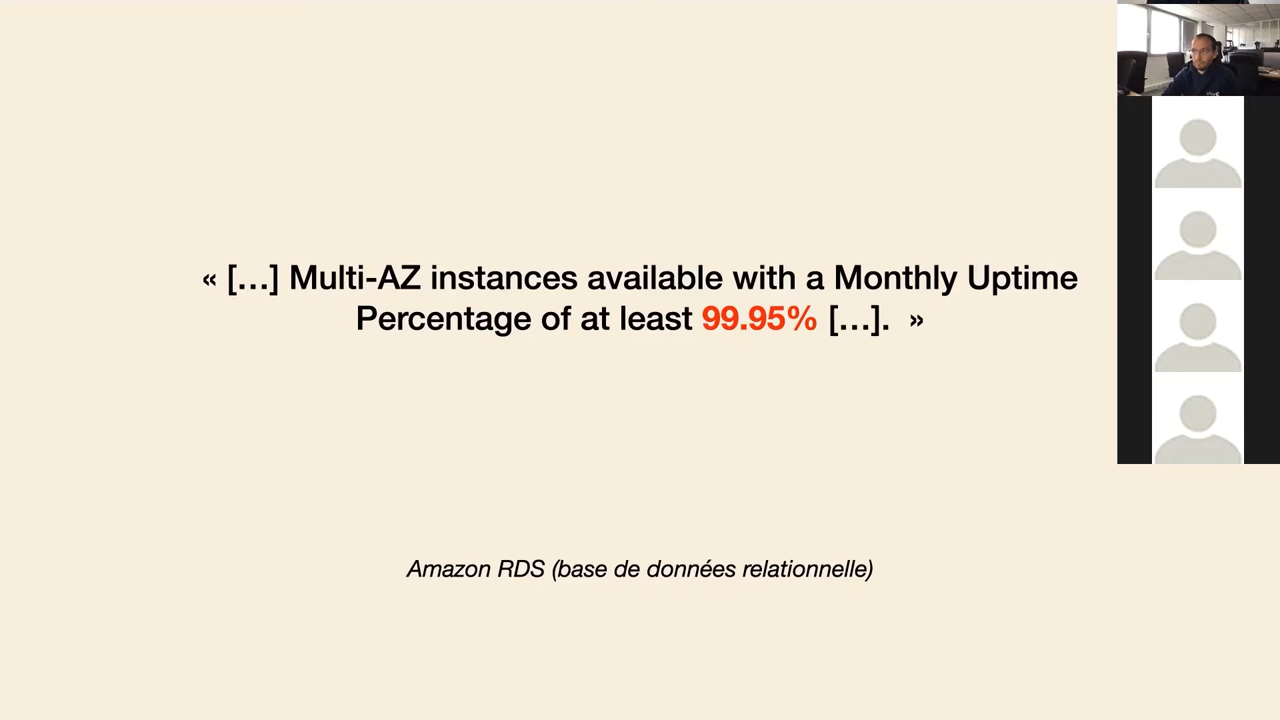 « […] Multi-AZ instances available with a Monthly Uptime
Percentage of at least 99.95% […].  »
Amazon RDS (base de données relationnelle)